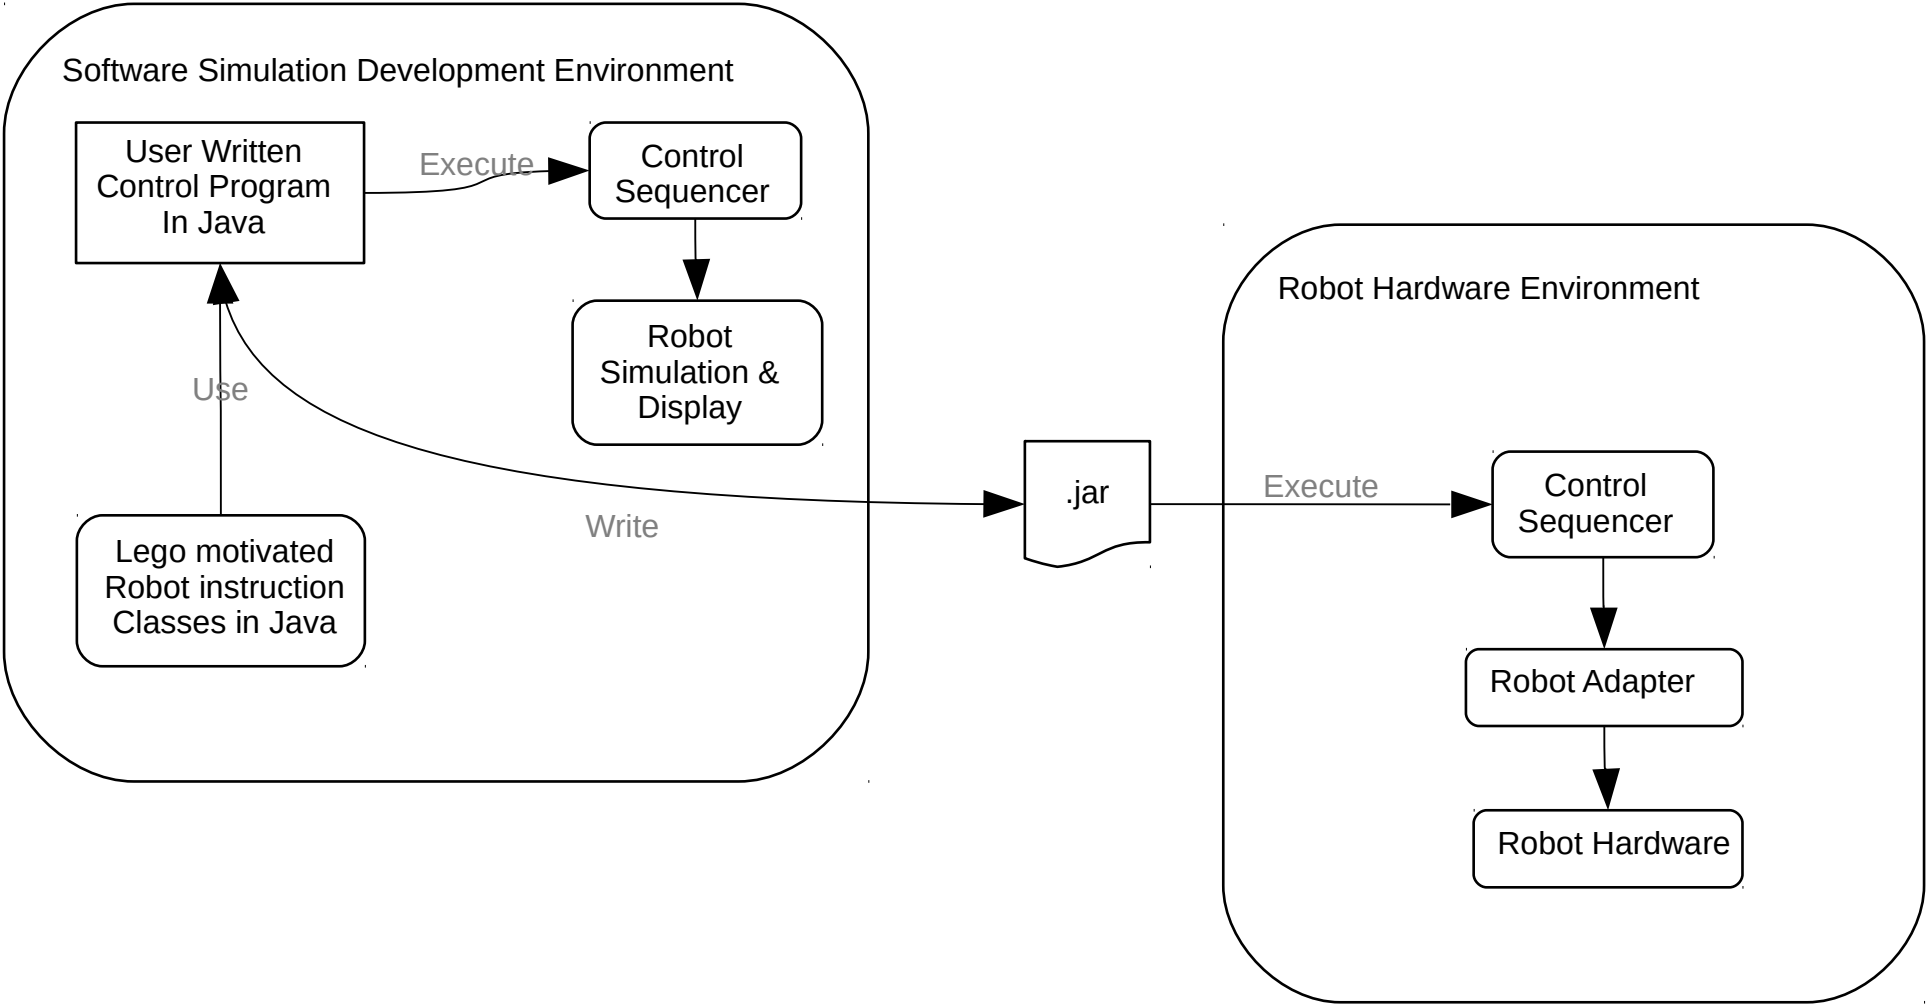 Software Simulation Development Environment
User Written
Control Program
In Java
Execute
Control
Sequencer
Robot
Simulation &
Display
Use
Write
Lego motivated
Robot instruction
Classes in Java
.jar
Robot Hardware Environment
Execute
Control
Sequencer
Robot Adapter
Robot Hardware